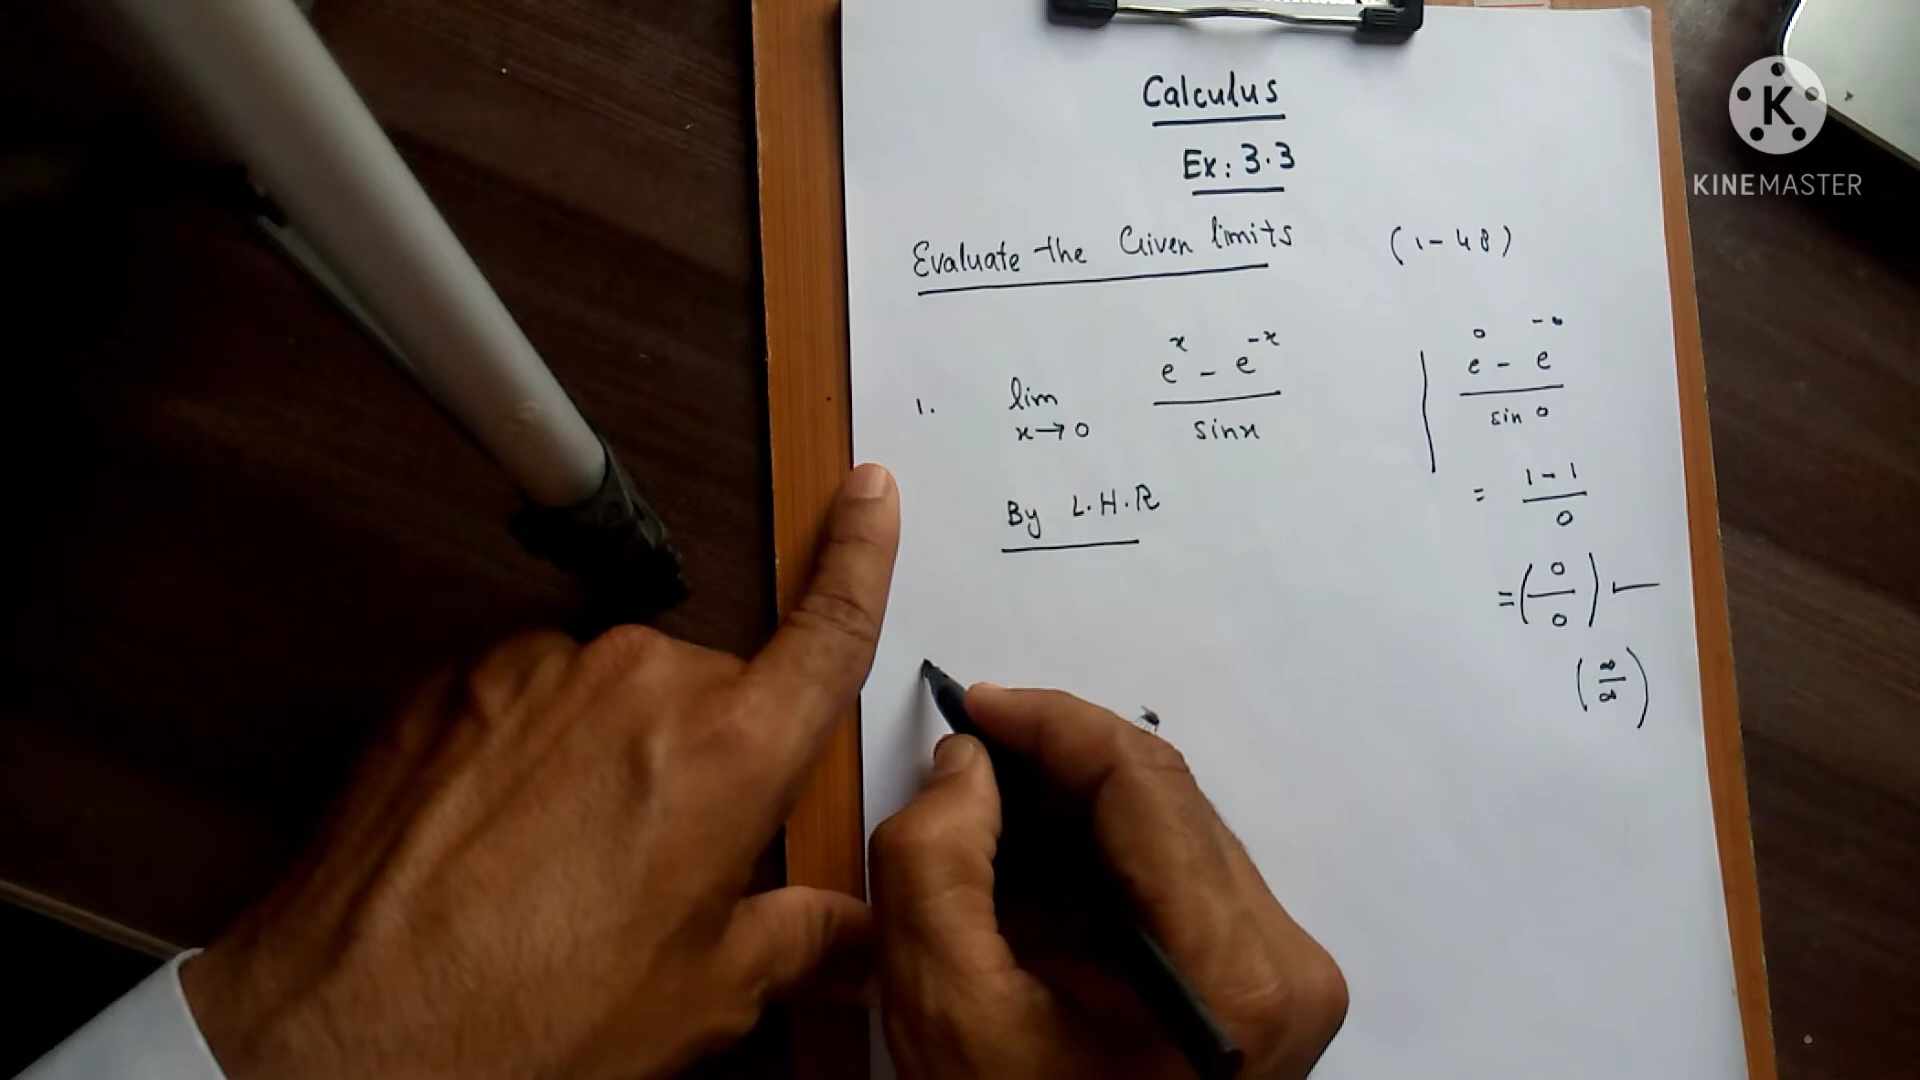 Calculus
Ex: 3.3
Evaluate the Given limits (1-48)
1. lim x→0 (e^x - e^-x)/(sinx)
By L.H.R
(e^0 - e^-0)/(sin 0)
= (1-1)/0
= (0/0)
(∞/∞)
K
KINEMASTER